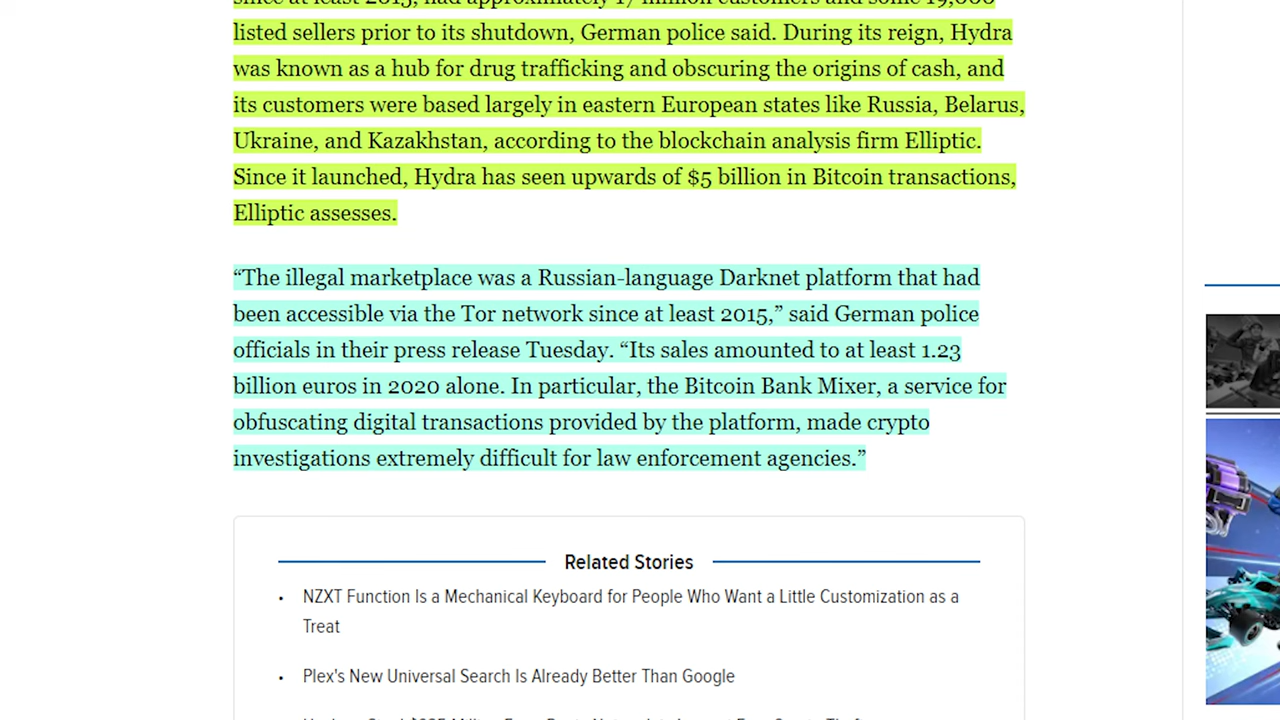 since at least 2015, had approximately 17 million customers and some 19,000
listed sellers prior to its shutdown, German police said. During its reign, Hydra
was known as a hub for drug trafficking and obscuring the origins of cash, and
its customers were based largely in eastern European states like Russia, Belarus,
Ukraine, and Kazakhstan, according to the blockchain analysis firm Elliptic.
Since it launched, Hydra has seen upwards of $5 billion in Bitcoin transactions,
Elliptic assesses.
“The illegal marketplace was a Russian-language Darknet platform that had
been accessible via the Tor network since at least 2015,” said German police
officials in their press release Tuesday. “Its sales amounted to at least 1.23
billion euros in 2020 alone. In particular, the Bitcoin Bank Mixer, a service for
obfuscating digital transactions provided by the platform, made crypto
investigations extremely difficult for law enforcement agencies.”
Related Stories
• NZXT Function Is a Mechanical Keyboard for People Who Want a Little Customization as a
Treat
• Plex's New Universal Search Is Already Better Than Google